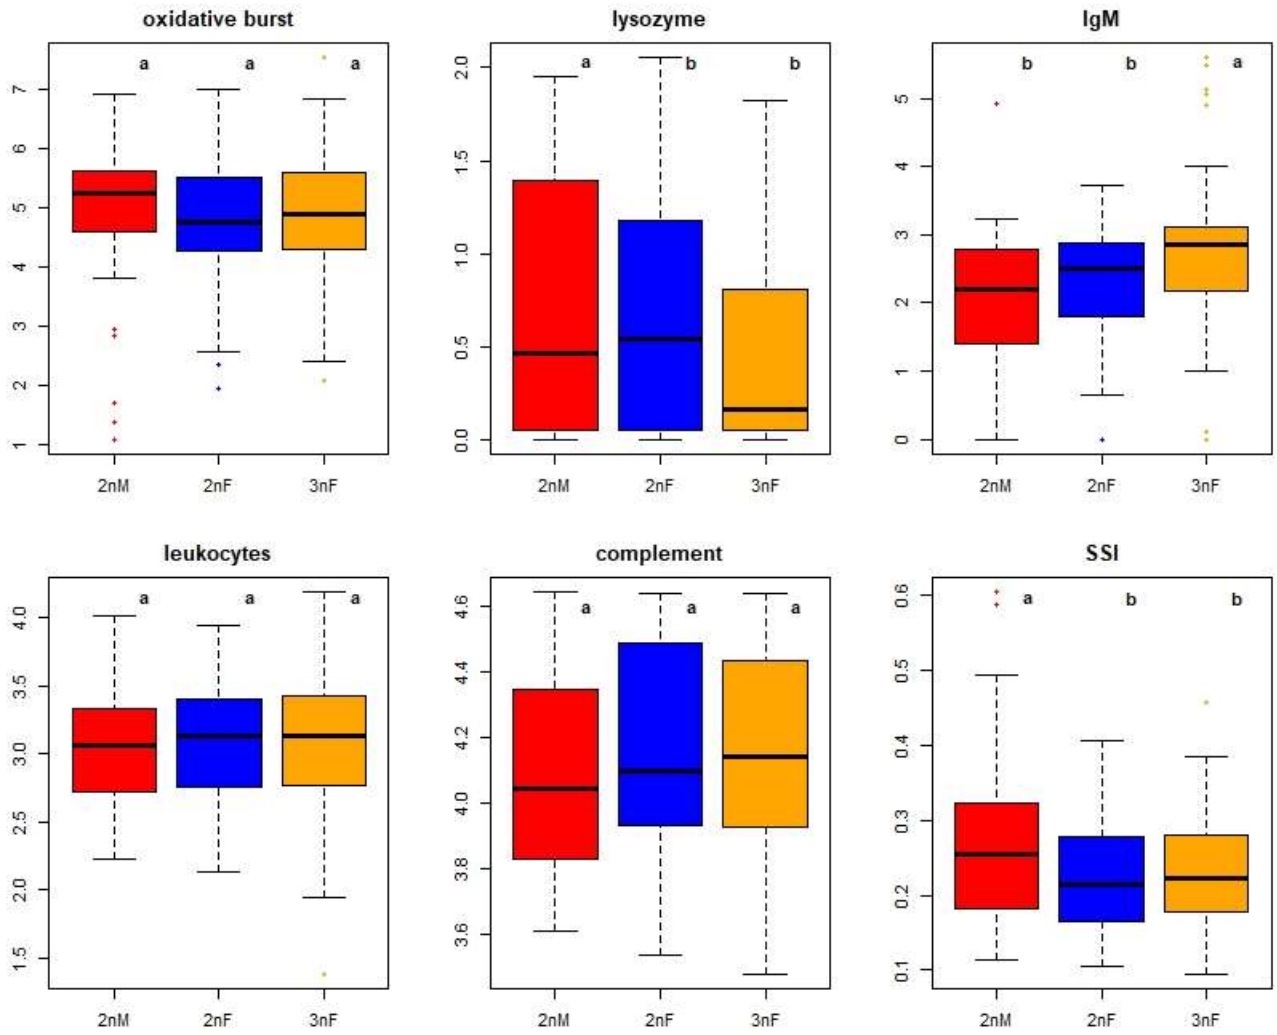 oxidative burst
a a a
7
6
5
4
3
2
1
2nM 2nF 3nF
lysozyme
a b b
2.0
1.5
1.0
0.5
0.0
2nM 2nF 3nF
IgM
b b a
5
4
3
2
1
0
2nM 2nF 3nF
leukocytes
a a a
4.0
3.5
3.0
2.5
2.0
1.5
2nM 2nF 3nF
complement
a a a
4.6
4.4
4.2
4.0
3.8
3.6
2nM 2nF 3nF
SSI
a b b
0.6
0.5
0.4
0.3
0.2
0.1
2nM 2nF 3nF